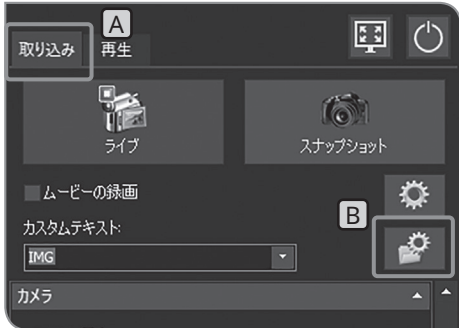 A
取り込み 再生
ライブ スナップショット
ムービーの録画
B
カスタムテキスト:
IMG
カメラ